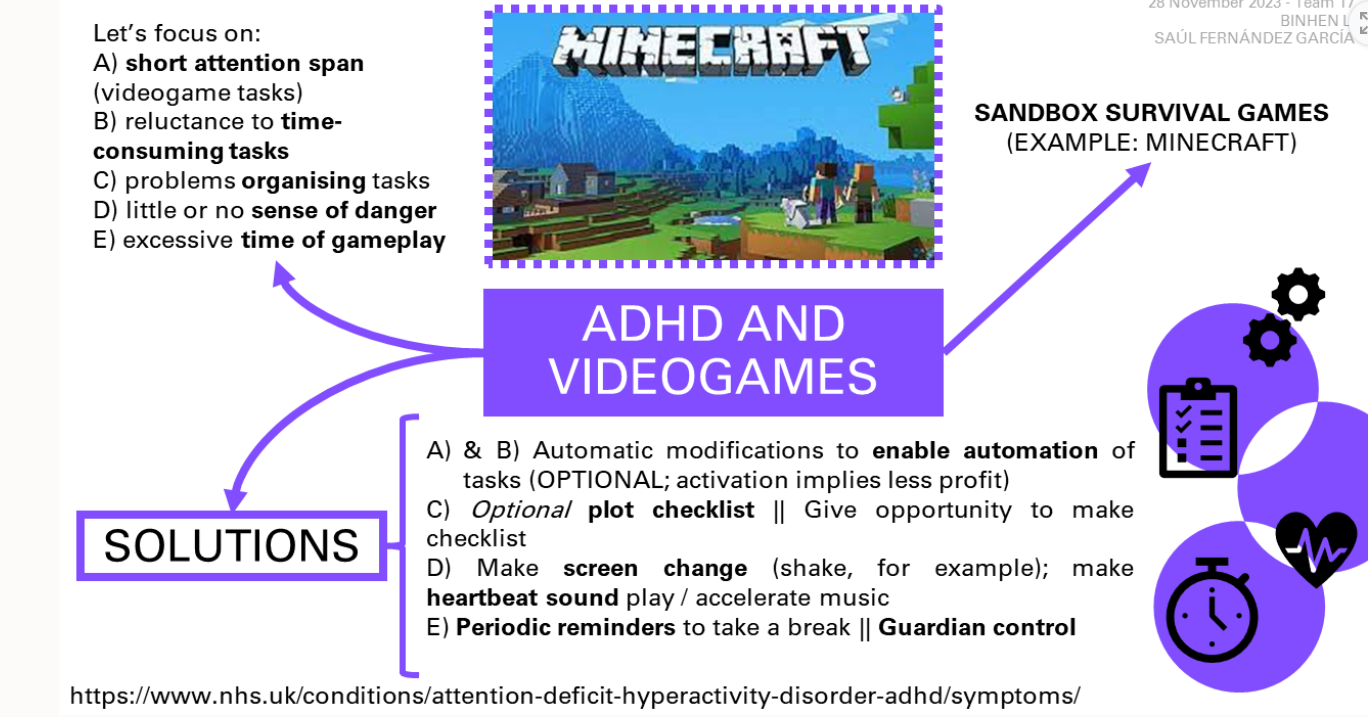 28 November 2023 - Team 17
BINHEN L
SAÚL FERNÁNDEZ GARCÍA
Let's focus on:
A) short attention span
(videogame tasks)
B) reluctance to time-
consuming tasks
C) problems organising tasks
D) little or no sense of danger
E) excessive time of gameplay
MINECRAFT
SANDBOX SURVIVAL GAMES
(EXAMPLE: MINECRAFT)
ADHD AND
VIDEOGAMES
SOLUTIONS
A) & B) Automatic modifications to enable automation of
tasks (OPTIONAL; activation implies less profit)
C) Optional plot checklist || Give opportunity to make
checklist
D) Make screen change (shake, for example); make
heartbeat sound play / accelerate music
E) Periodic reminders to take a break || Guardian control
https://www.nhs.uk/conditions/attention-deficit-hyperactivity-disorder-adhd/symptoms/